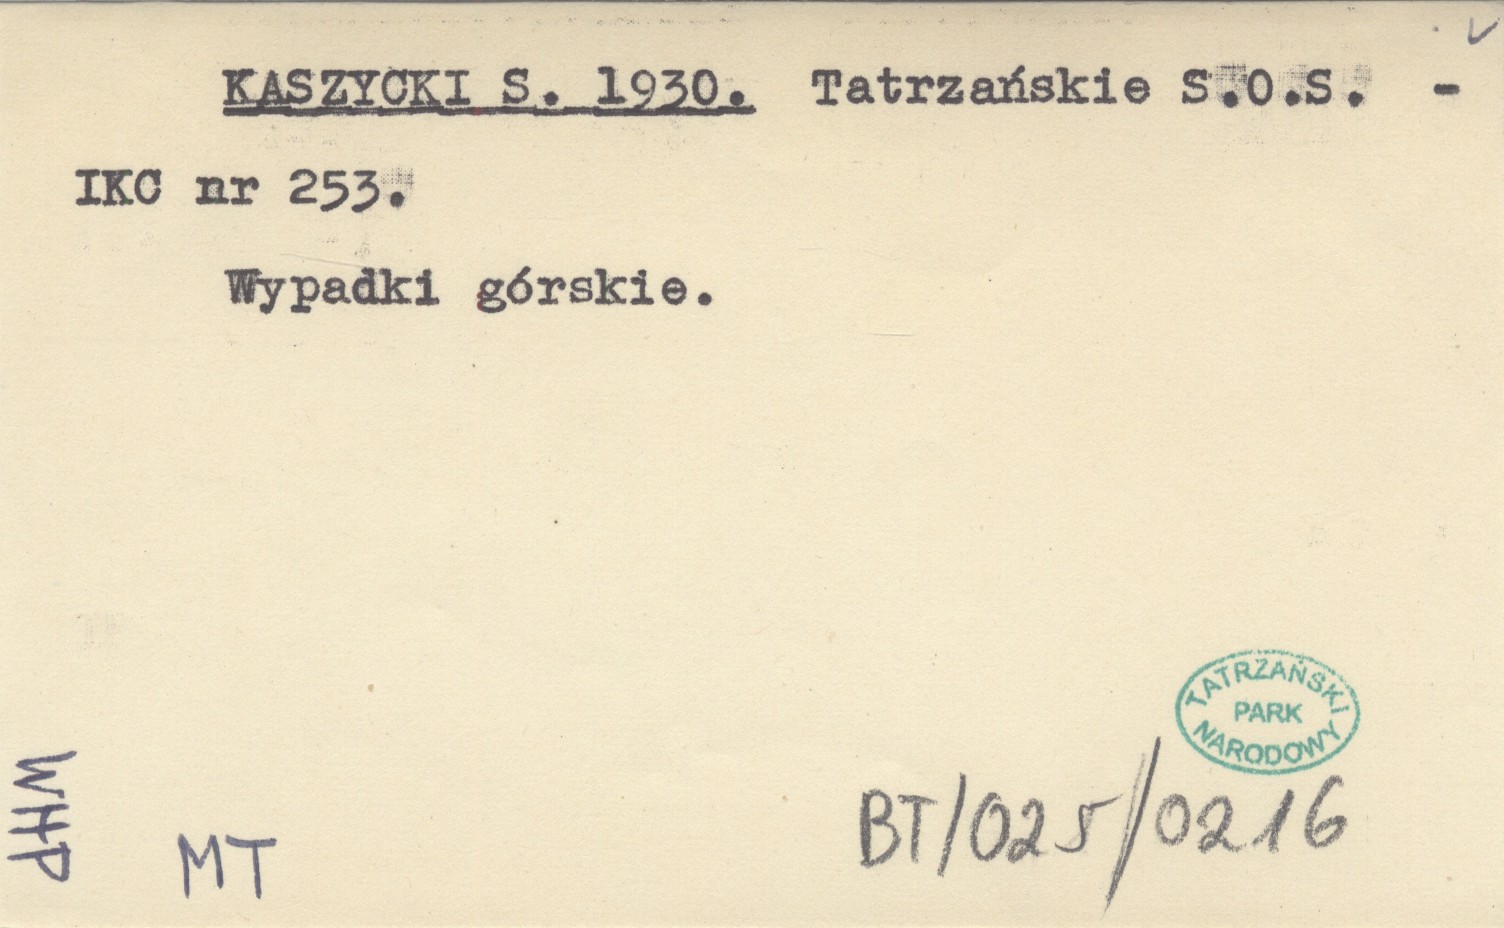 KASZYCKI S. 1930. Tatrzańskie S.O.S. -
IKC nr 253.
Wypadki górskie.
TATRZAŃSKI
PARK
NARODOWY
BT/025/0216
MT
WHP